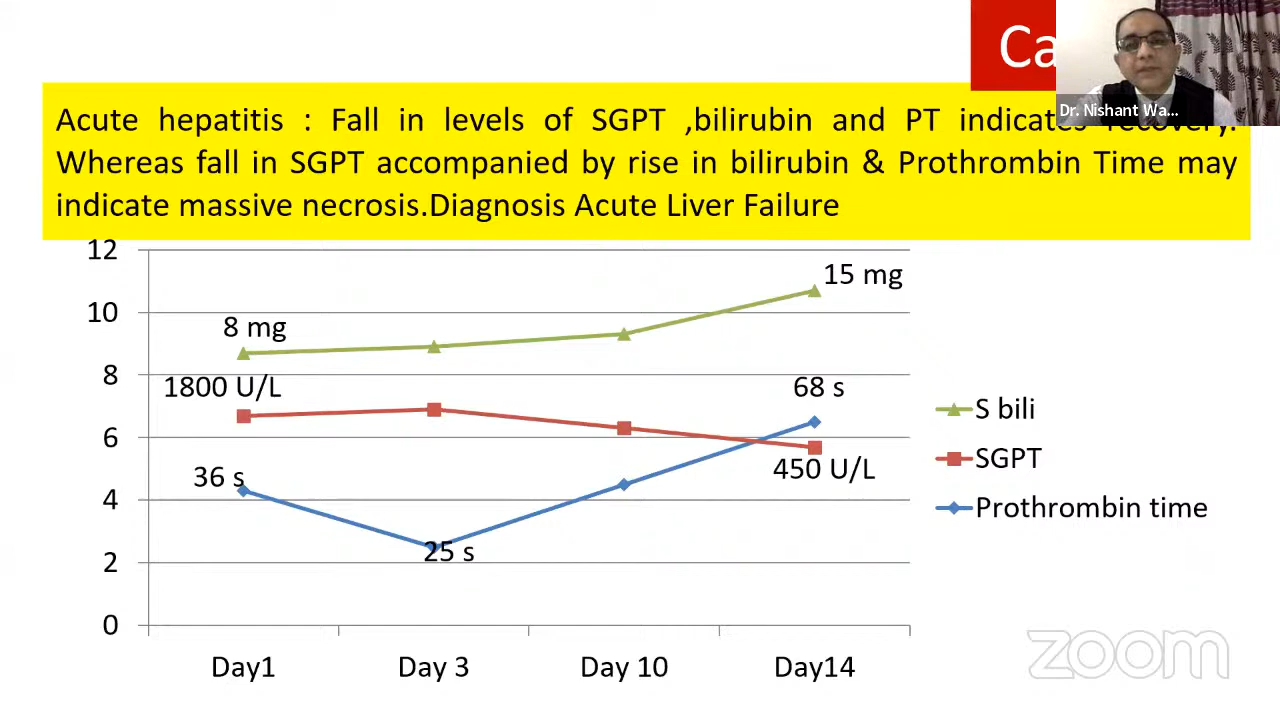 Ca
Dr. Nishant Wa...
Acute hepatitis : Fall in levels of SGPT ,bilirubin and PT indicates recovery.
Whereas fall in SGPT accompanied by rise in bilirubin & Prothrombin Time may
indicate massive necrosis.Diagnosis Acute Liver Failure
12
10
8
6
4
2
0
8 mg
15 mg
1800 U/L
68 s
36 s
450 U/L
25 s
S bili
SGPT
Prothrombin time
Day1
Day 3
Day 10
Day14
zoom